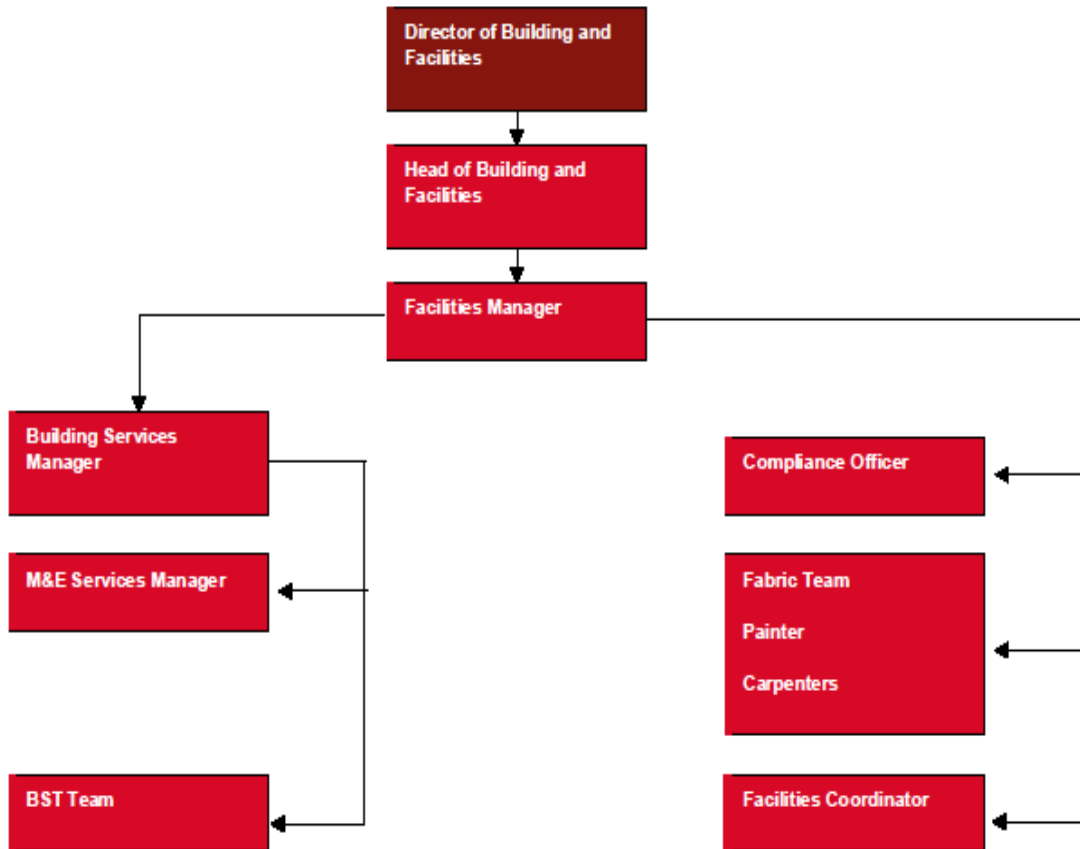 Director of Building and
Facilities
Head of Building and
Facilities
Facilities Manager
Building Services
Manager
M&E Services Manager
BST Team
Compliance Officer
Fabric Team
Painter
Carpenters
Facilities Coordinator